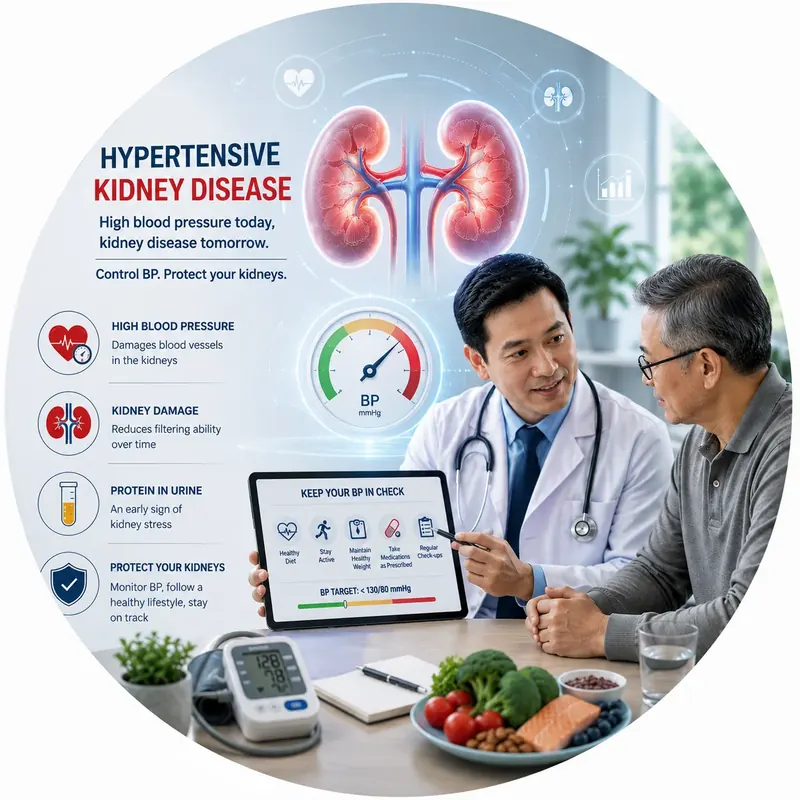 HYPERTENSIVE
KIDNEY DISEASE
High blood pressure today,
kidney disease tomorrow.
Control BP. Protect your kidneys.
HIGH BLOOD PRESSURE
Damages blood vessels
in the kidneys
KIDNEY DAMAGE
Reduces filtering ability
over time
PROTEIN IN URINE
An early sign of
kidney stress
PROTECT YOUR KIDNEYS
Monitor BP, follow a
healthy lifestyle, stay
on track
BP
mmHg
KEEP YOUR BP IN CHECK
Healthy
Diet
Stay
Active
Maintain
Healthy
Weight
Take
Medications
as Prescribed
Regular
Check-ups
BP TARGET: < 130/80 mmHg
128
78